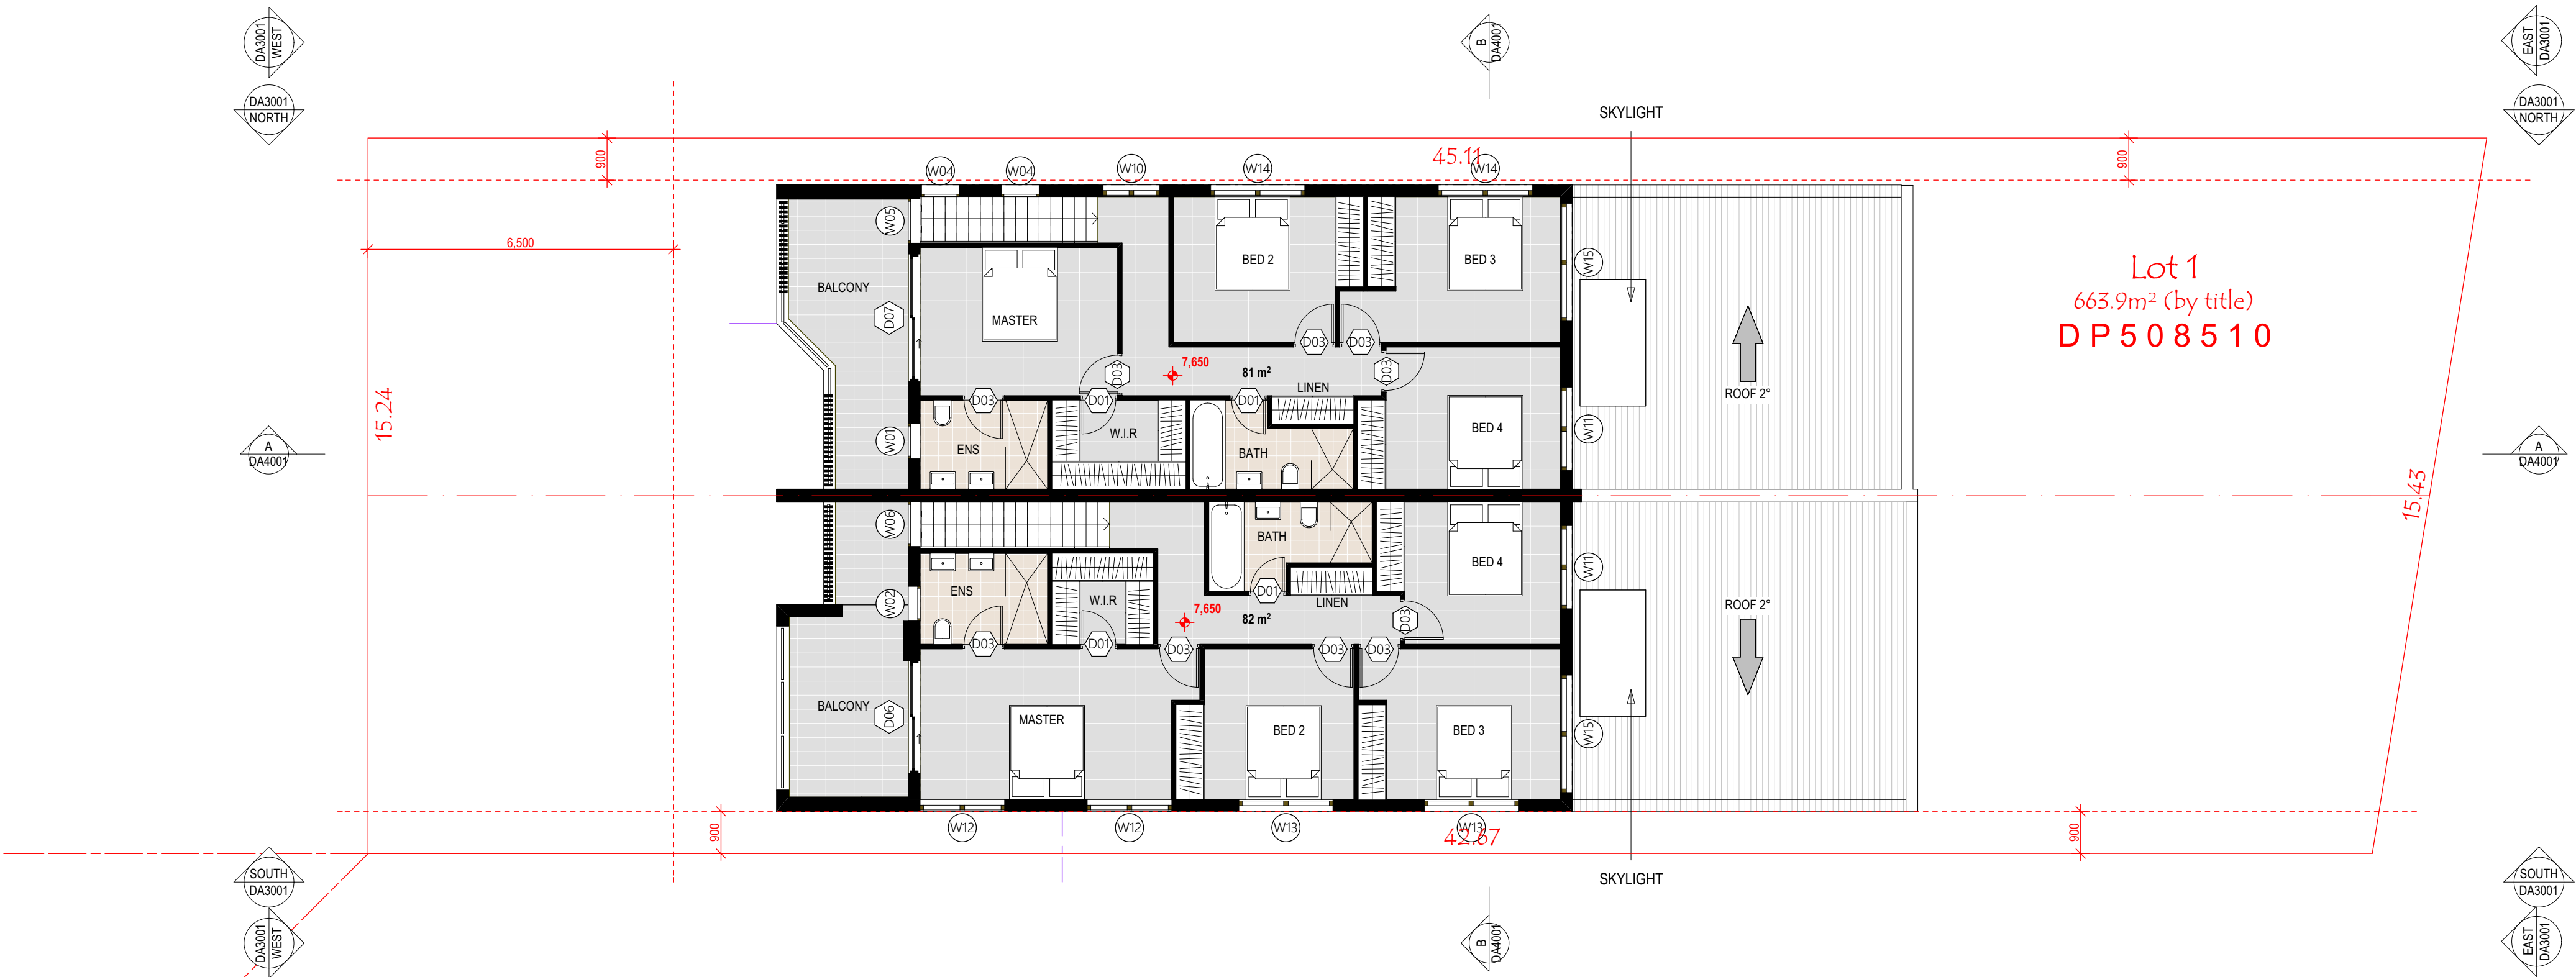 DA3001
WEST
B
DA4001
EAST
DA3001
DA3001
NORTH
DA3001
NORTH
SKYLIGHT
900
45.11
900
W04
W04
W10
W14
W14
W05
6,500
BED 2
BED 3
W15
Lot 1
663.9m² (by title)
DP508510
BALCONY
D07
MASTER
D03
D03
7,650
81 m²
D03
D03
LINEN
ROOF 2°
15.24
D03
D01
D01
W01
W.I.R
BED 4
W11
ENS
BATH
A
DA4001
A
DA4001
15.43
W06
BATH
BED 4
W11
ENS
W.I.R
D01
LINEN
W02
7,650
82 m²
D03
ROOF 2°
D03
D01
D03
D03
D03
BALCONY
D06
MASTER
BED 2
BED 3
W15
900
W12
W12
W13
W13
42.67
900
SOUTH
DA3001
SKYLIGHT
SOUTH
DA3001
DA3001
WEST
B
DA4001
EAST
DA3001